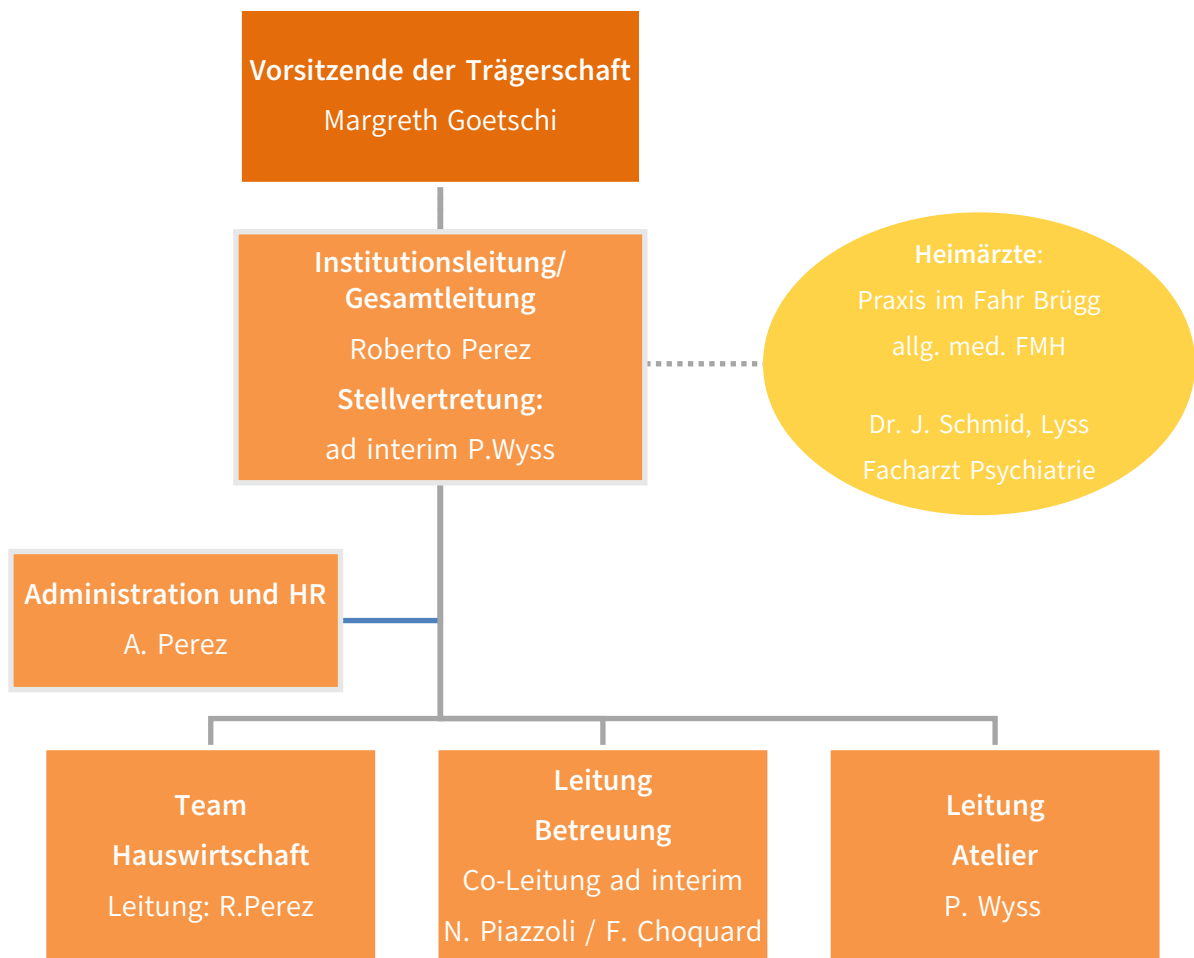 Vorsitzende der Trägerschaft
Margreth Goetschi
Institutionsleitung/
Gesamtleitung
Roberto Perez
Stellvertretung:
ad interim P.Wyss
Heimärzte:
Praxis im Fahr Brügg
allg. med. FMH
Dr. J. Schmid, Lyss
Facharzt Psychiatrie
Administration und HR
A. Perez
Team
Hauswirtschaft
Leitung: R.Perez
Leitung
Betreuung
Co-Leitung ad interim
N. Piazzoli / F. Choquard
Leitung
Atelier
P. Wyss